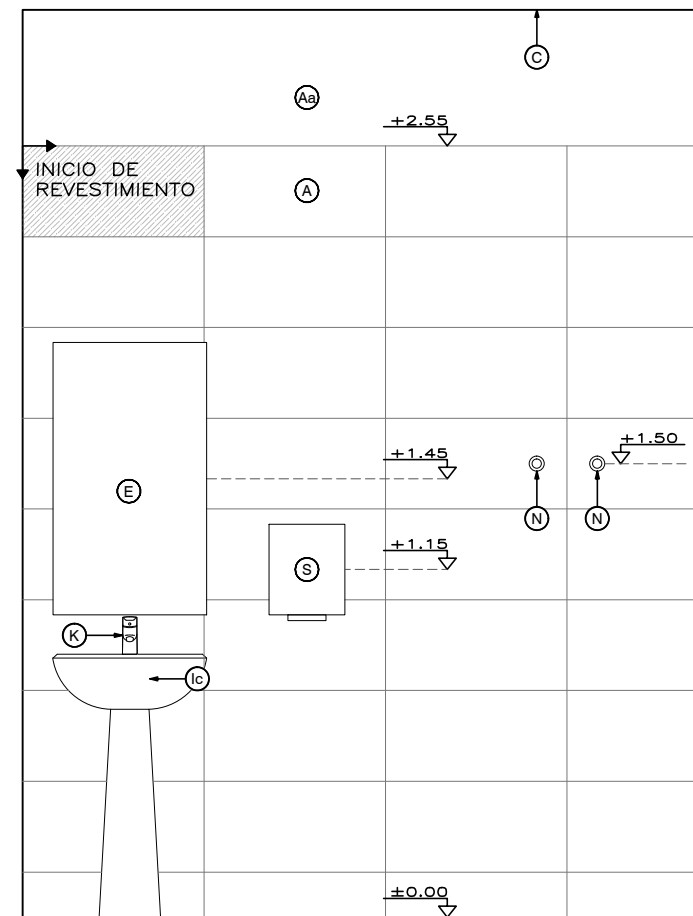 C
Aa
+2.55
INICIO DE
REVESTIMIENTO
A
+1.50
+1.45
E
N
N
+1.15
S
K
Ic
±0.00